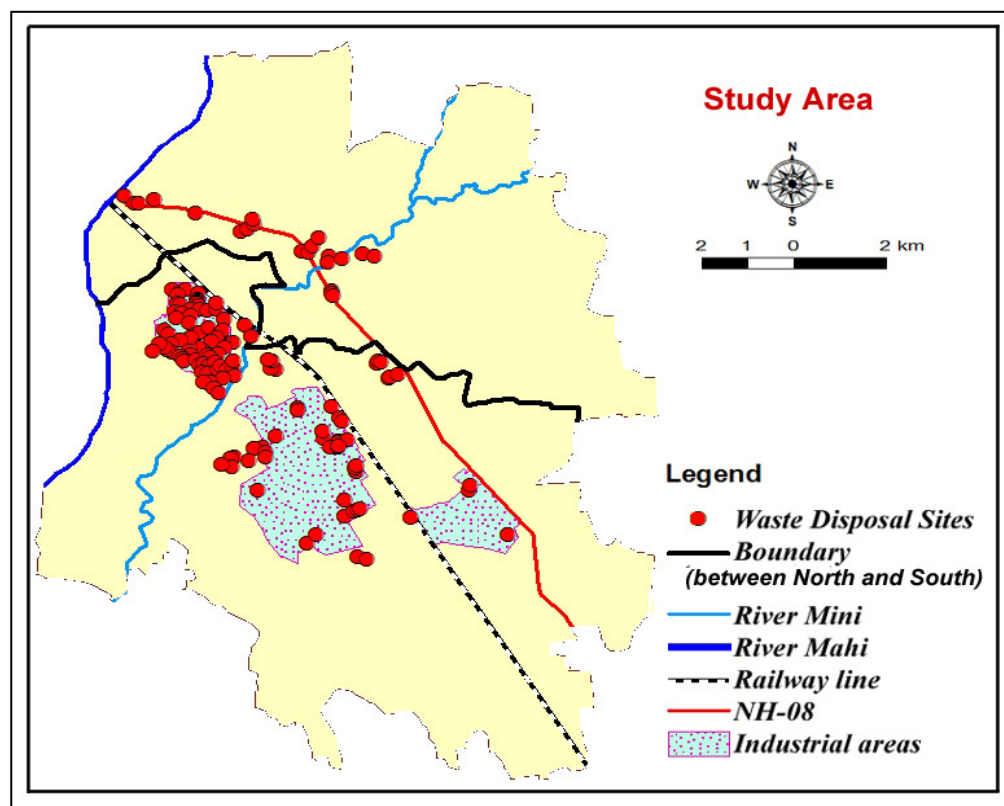 Study Area
N
W E
S
2 1 0 2 km
Legend
Waste Disposal Sites
Boundary
(between North and South)
River Mini
River Mahi
Railway line
NH-08
Industrial areas